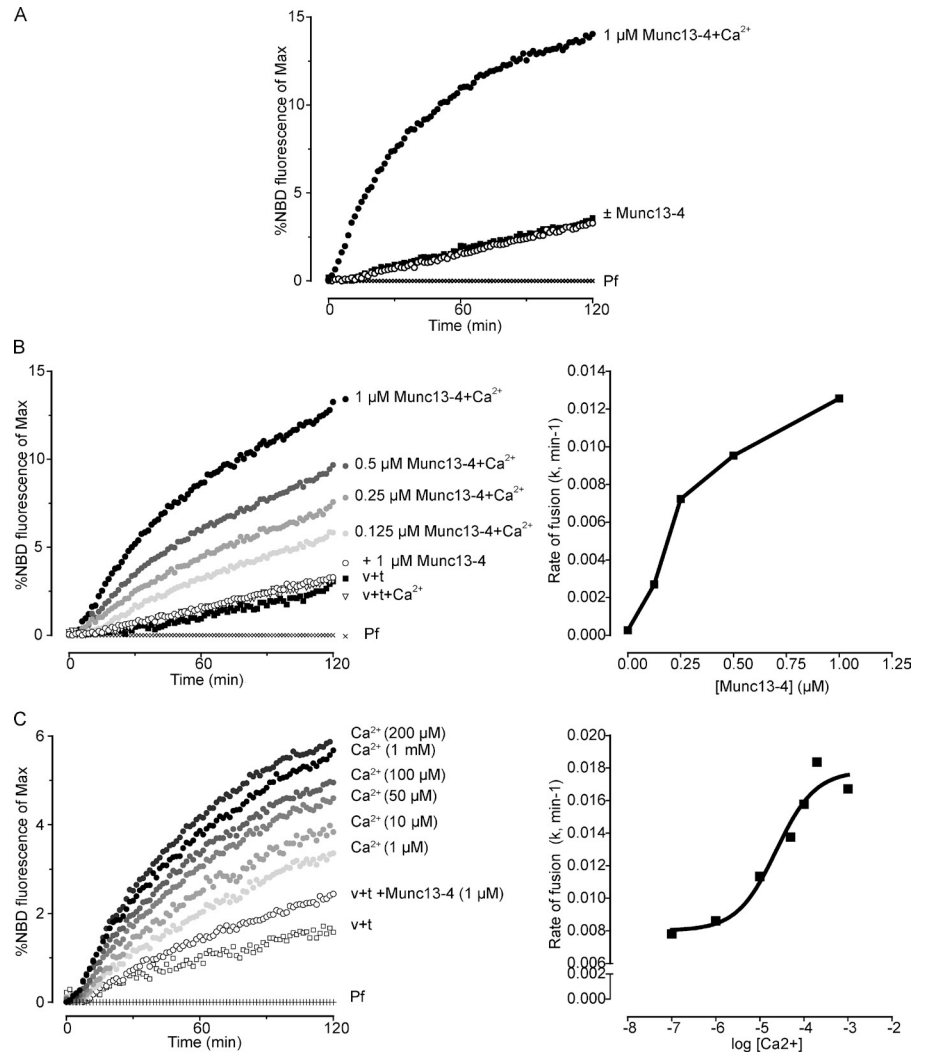 A
15
10
5
0
%NBD fluorescence of Max
1 µM Munc13-4+Ca²⁺
± Munc13-4
Pf
0 60 120
Time (min)
B
15
10
5
0
%NBD fluorescence of Max
1 µM Munc13-4+Ca²⁺
0.5 µM Munc13-4+Ca²⁺
0.25 µM Munc13-4+Ca²⁺
0.125 µM Munc13-4+Ca²⁺
+ 1 µM Munc13-4
v+t
v+t+Ca²⁺
Pf
0 60 120
Time (min)
0.014
0.012
0.010
0.008
0.006
0.004
0.002
0.000
Rate of fusion (k, min-1)
0.00 0.25 0.50 0.75 1.00 1.25
[Munc13-4] (µM)
C
6
4
2
0
%NBD fluorescence of Max
Ca²⁺ (200 µM)
Ca²⁺ (1 mM)
Ca²⁺ (100 µM)
Ca²⁺ (50 µM)
Ca²⁺ (10 µM)
Ca²⁺ (1 µM)
v+t +Munc13-4 (1 µM)
v+t
Pf
0 60 120
Time (min)
0.020
0.018
0.016
0.014
0.012
0.010
0.008
0.006
0.002
0.000
Rate of fusion (k, min-1)
-8 -7 -6 -5 -4 -3 -2
log [Ca2+]